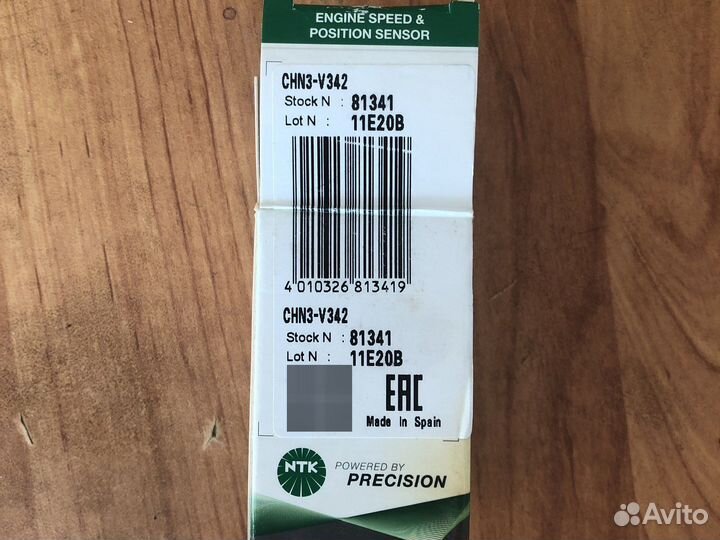 ENGINE SPEED &
POSITION SENSOR
CHN3-V342
Stock N : 81341
Lot N : 11E20B
4 010326 813419
CHN3-V342
Stock N : 81341
Lot N : 11E20B
EAC
Made In Spain
NTK
POWERED BY
PRECISION
Avito